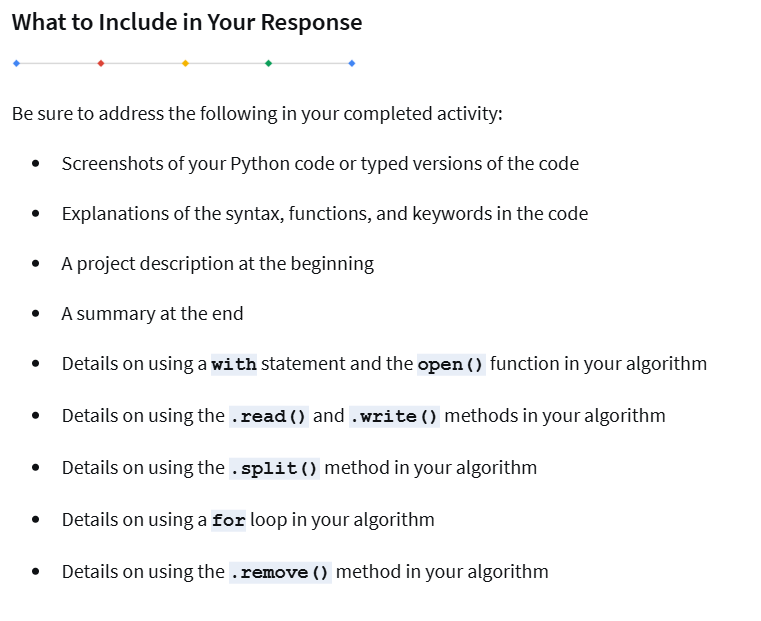 What to Include in Your Response
Be sure to address the following in your completed activity:
Screenshots of your Python code or typed versions of the code
Explanations of the syntax, functions, and keywords in the code
A project description at the beginning
A summary at the end
Details on using a with statement and the open() function in your algorithm
Details on using the .read() and .write() methods in your algorithm
Details on using the .split() method in your algorithm
Details on using a for loop in your algorithm
Details on using the .remove() method in your algorithm